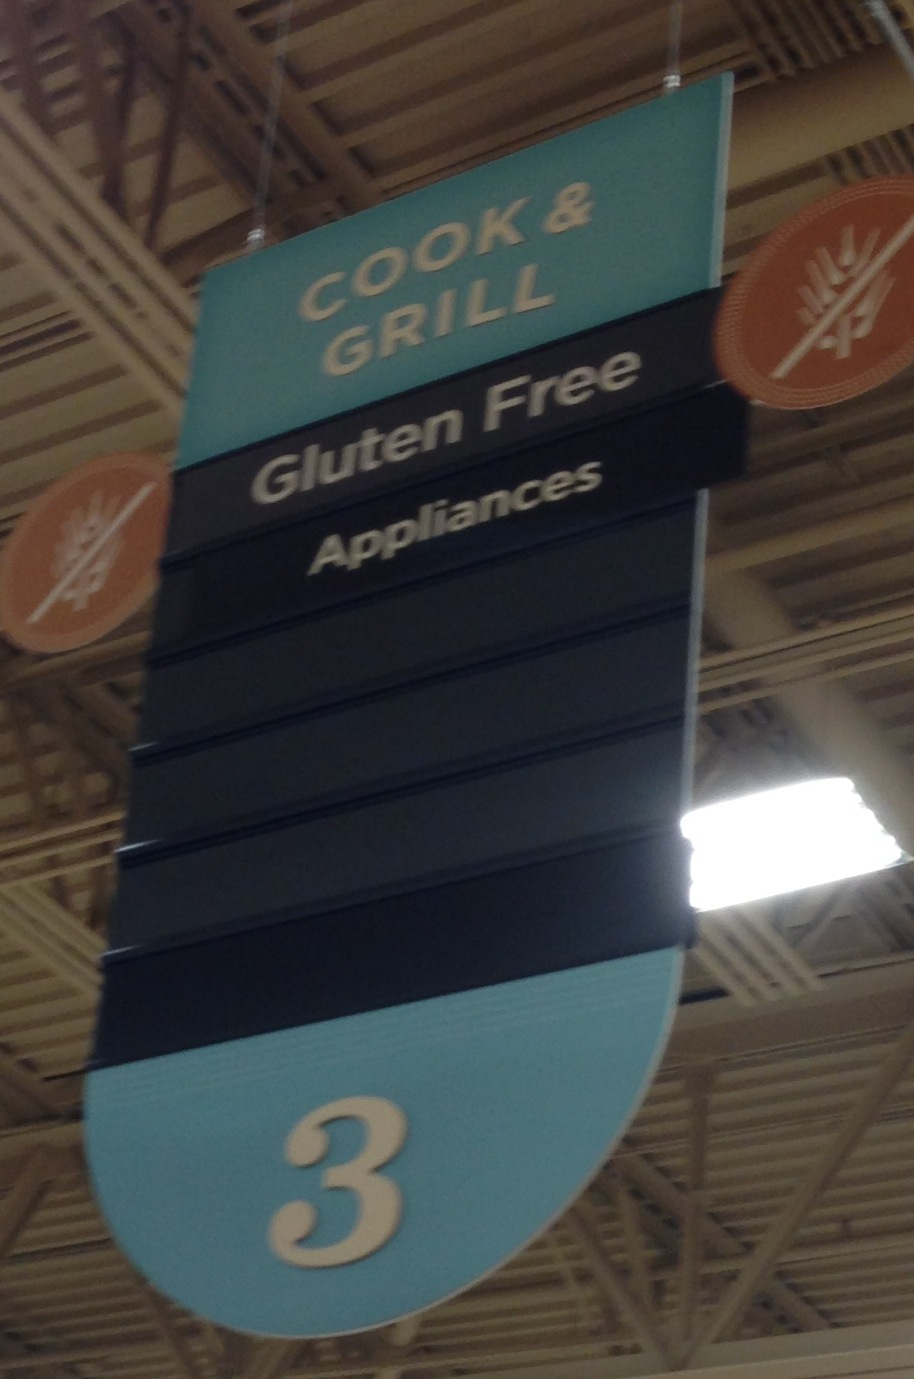 COOK &
GRILL
Gluten Free
Appliances
3